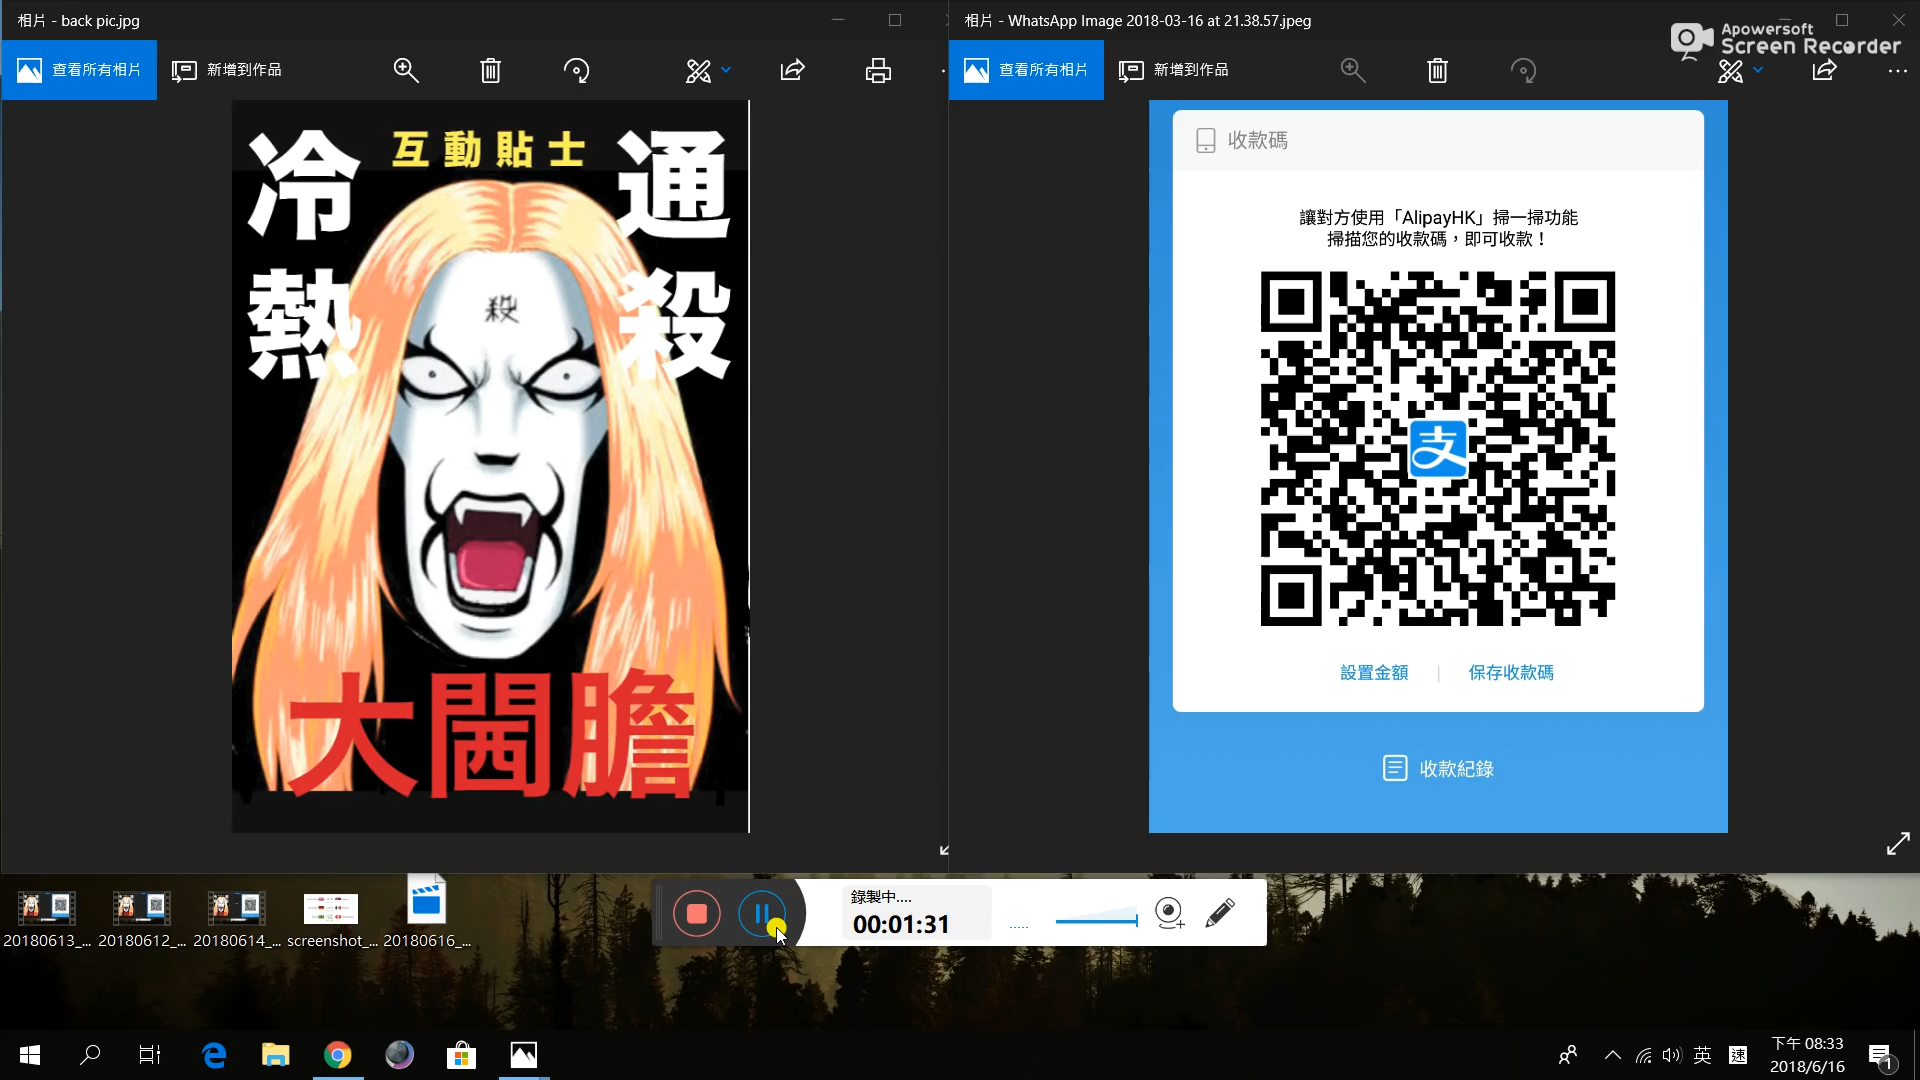 相片 - back pic.jpg
查看所有相片
新增到作品
冷熱
互動貼士
通殺
殺
大膽
相片 - WhatsApp Image 2018-03-16 at 21.38.57.jpeg
Apowersoft
Screen Recorder
查看所有相片
新增到作品
收款碼
讓對方使用「AlipayHK」掃一掃功能
掃描您的收款碼，即可收款！
支
設置金額
保存收款碼
收款紀錄
20180613_...
20180612_...
20180614_...
screenshot_...
20180616_...
錄製中....
00:01:31
英
速
下午 08:33
2018/6/16
1